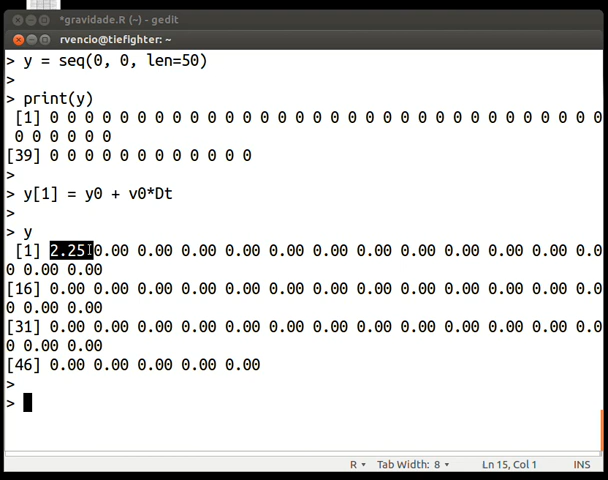 *gravidade.R (~) - gedit
rvencio@tiefighter: ~
> y = seq(0, 0, len=50)
>
> print(y)
[1] 0 0 0 0 0 0 0 0 0 0 0 0 0 0 0 0 0 0 0 0 0 0 0 0 0 0 0 0 0 0 0 0
0 0 0 0 0 0
[39] 0 0 0 0 0 0 0 0 0 0 0 0
>
> y[1] = y0 + v0*Dt
>
> y
[1] 2.25 0.00 0.00 0.00 0.00 0.00 0.00 0.00 0.00 0.00 0.00 0.00 0.0
0 0.00 0.00
[16] 0.00 0.00 0.00 0.00 0.00 0.00 0.00 0.00 0.00 0.00 0.00 0.00 0.0
0 0.00 0.00
[31] 0.00 0.00 0.00 0.00 0.00 0.00 0.00 0.00 0.00 0.00 0.00 0.00 0.0
0 0.00 0.00
[46] 0.00 0.00 0.00 0.00 0.00
>
>
R Tab Width: 8 Ln 15, Col 1 INS